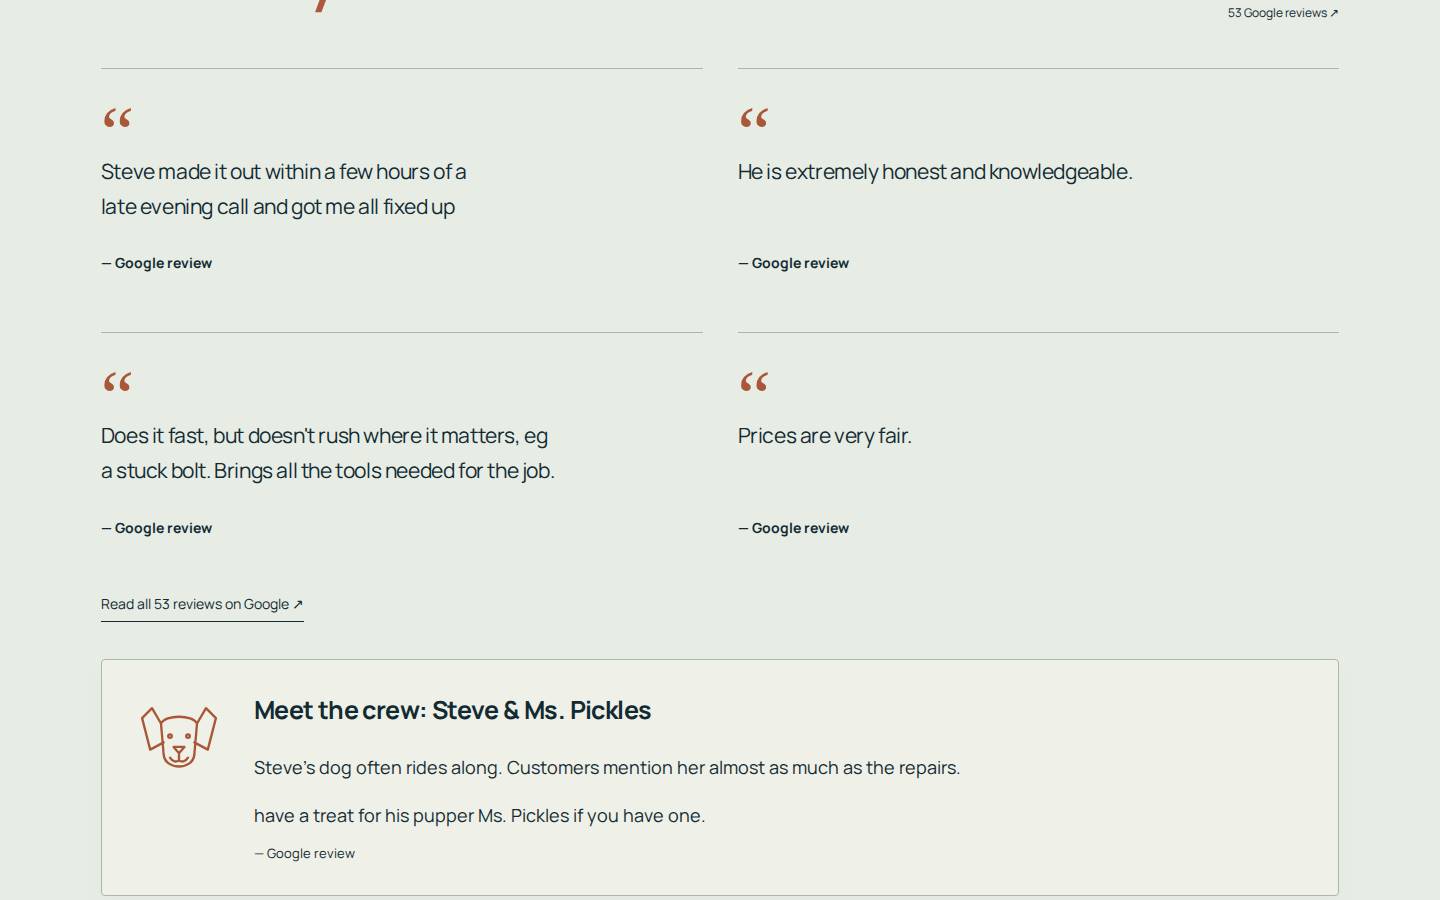 53 Google reviews ↗
“
Steve made it out within a few hours of a
late evening call and got me all fixed up
— Google review
“
He is extremely honest and knowledgeable.
— Google review
“
Does it fast, but doesn't rush where it matters, eg
a stuck bolt. Brings all the tools needed for the job.
— Google review
“
Prices are very fair.
— Google review
Read all 53 reviews on Google ↗
Meet the crew: Steve & Ms. Pickles
Steve’s dog often rides along. Customers mention her almost as much as the repairs.
have a treat for his pupper Ms. Pickles if you have one.
— Google review